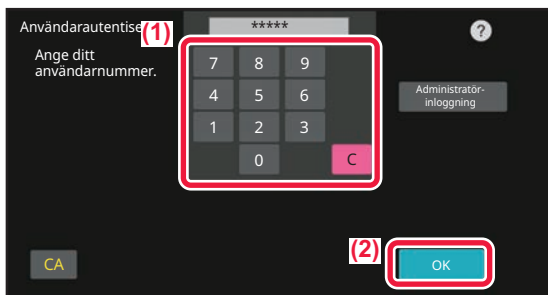 Användarautentise
(1)
*****
?
Ange ditt
användarnummer.
7 8 9
4 5 6
1 2 3
0 C
Administratör-
inloggning
(2)
CA
OK